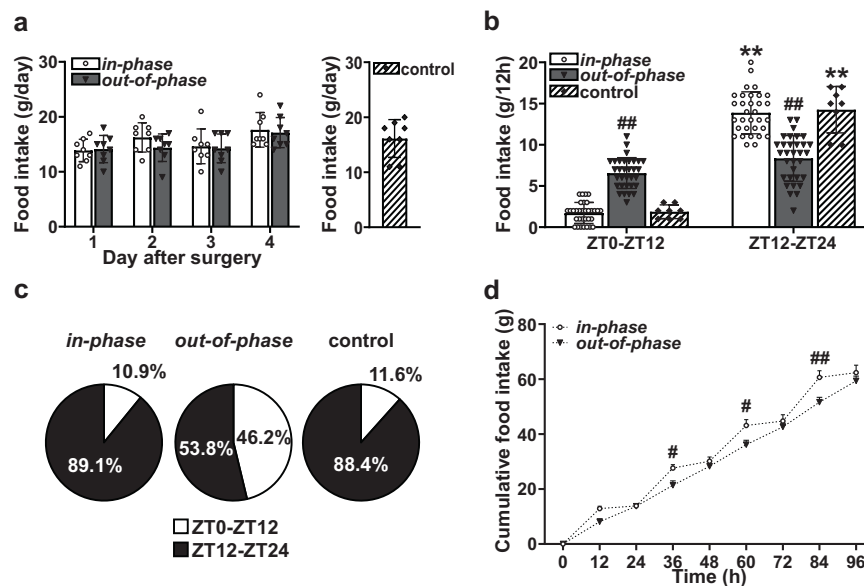 a
Food intake (g/day)
30
20
10
0
in-phase
out-of-phase
1 2 3 4
Day after surgery
Food intake (g/day)
30
20
10
0
control
b
Food intake (g/12h)
20
15
10
5
0
in-phase
out-of-phase
control
##
**
##
**
ZT0-ZT12 ZT12-ZT24
c
in-phase out-of-phase control
10.9%
89.1%
53.8% 46.2%
11.6%
88.4%
ZT0-ZT12
ZT12-ZT24
d
Cumulative food intake (g)
80
60
40
20
0
in-phase
out-of-phase
#
#
##
0 12 24 36 48 60 72 84 96
Time (h)